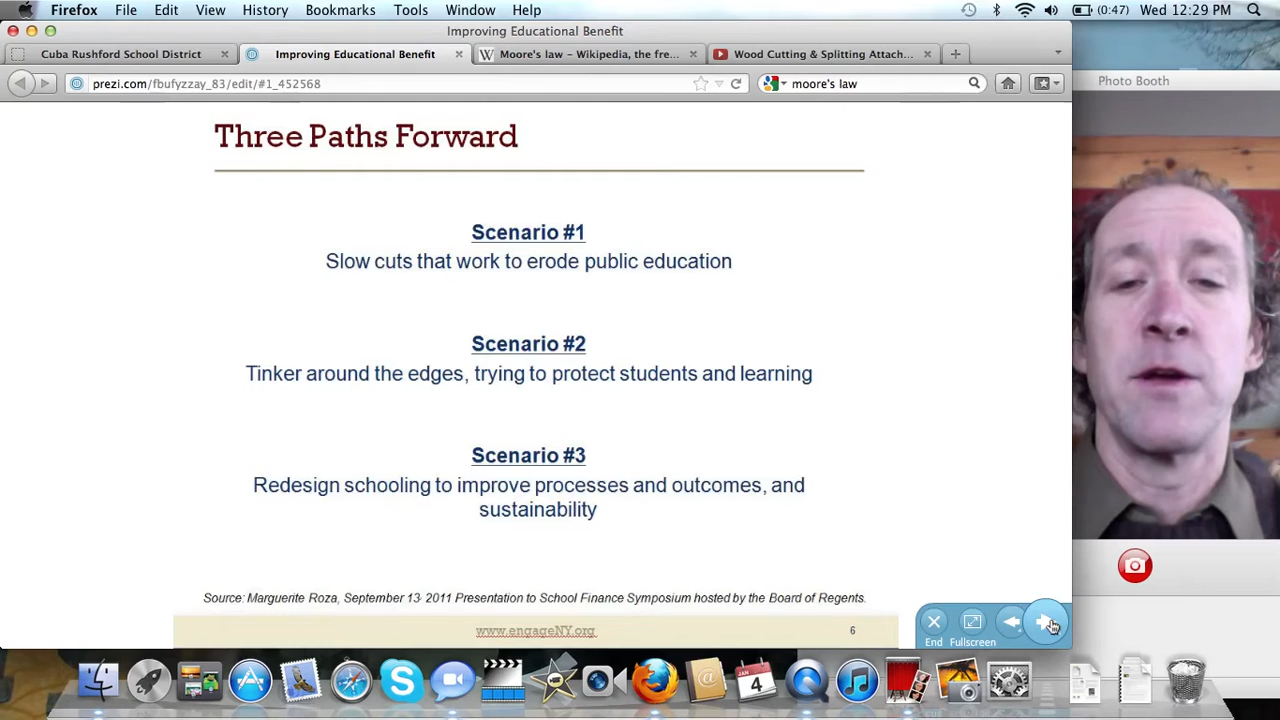 Firefox File Edit View History Bookmarks Tools Window Help (0:47) Wed 12:29 PM
Improving Educational Benefit
Cuba Rushford School District Improving Educational Benefit Moore's law – Wikipedia, the fre... Wood Cutting & Splitting Attach...
prezi.com/fbufyzzay_83/edit/#1_452568 moore's law
Photo Booth
Three Paths Forward
Scenario #1
Slow cuts that work to erode public education
Scenario #2
Tinker around the edges, trying to protect students and learning
Scenario #3
Redesign schooling to improve processes and outcomes, and
sustainability
Source: Marguerite Roza, September 13, 2011 Presentation to School Finance Symposium hosted by the Board of Regents.
www.engageNY.org 6
End Fullscreen
JAN
4